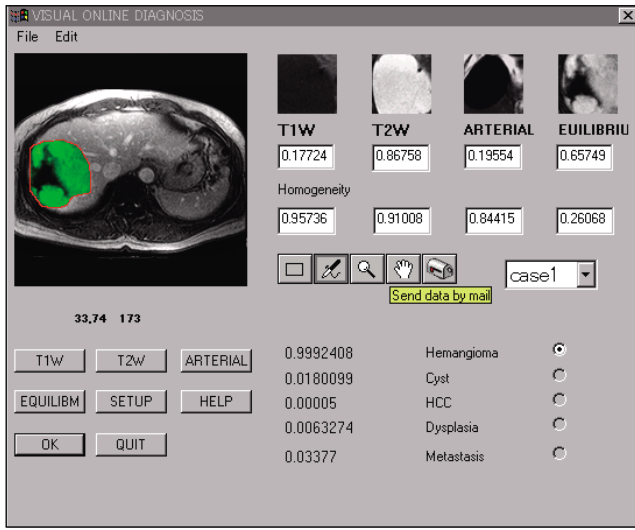 VISUAL ONLINE DIAGNOSIS
File Edit
T1W T2W ARTERIAL EUILIBRIU
0.17724 0.86758 0.19554 0.65749
Homogeneity
0.95736 0.91008 0.84415 0.26068
case1
Send data by mail
33,74 173
T1W T2W ARTERIAL
EQUILIBM SETUP HELP
OK QUIT
0.9992408 Hemangioma
0.0180099 Cyst
0.00005 HCC
0.0063274 Dysplasia
0.03377 Metastasis